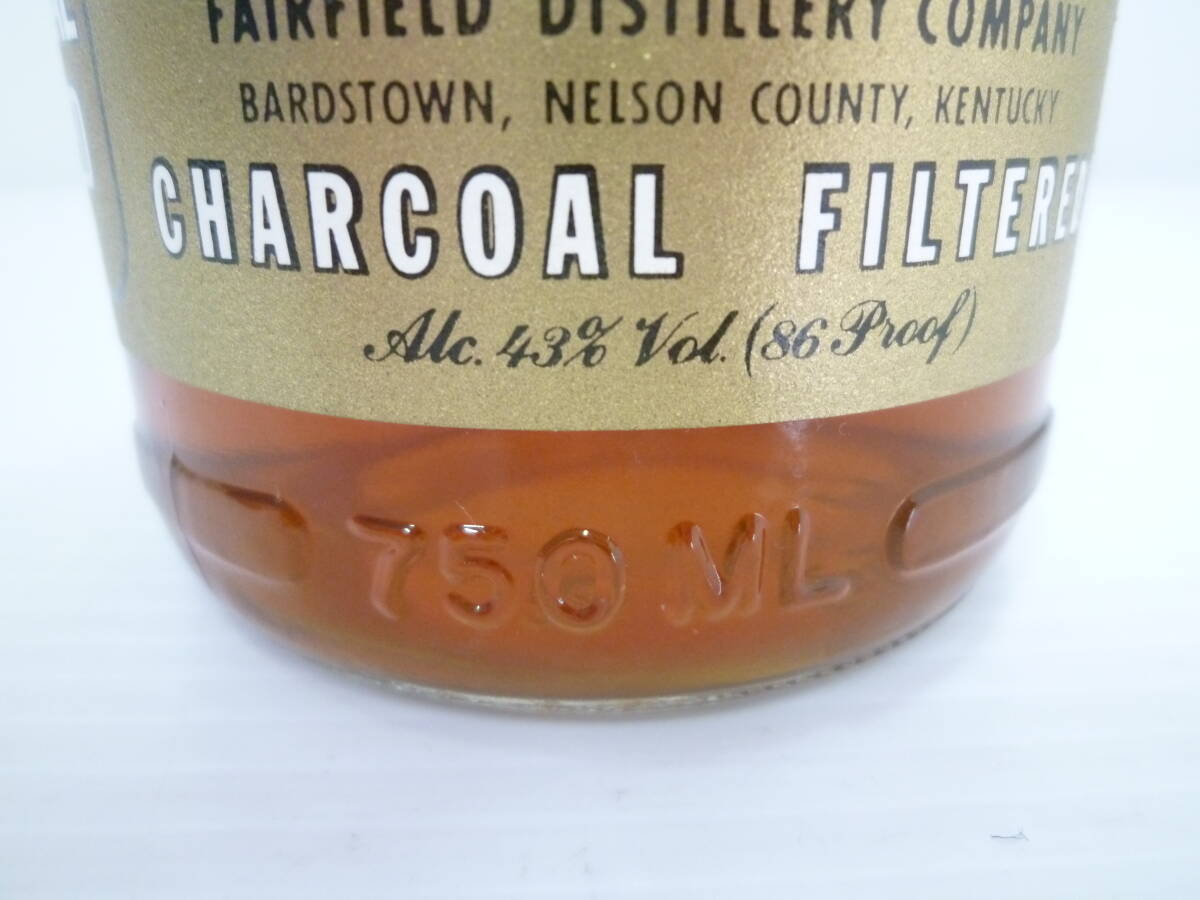 FAIRFIELD DISTILLERY COMPANY
BARDSTOWN, NELSON COUNTY, KENTUCKY
CHARCOAL FILTERED
Alc. 43% Vol. (86 Proof)
750 ML